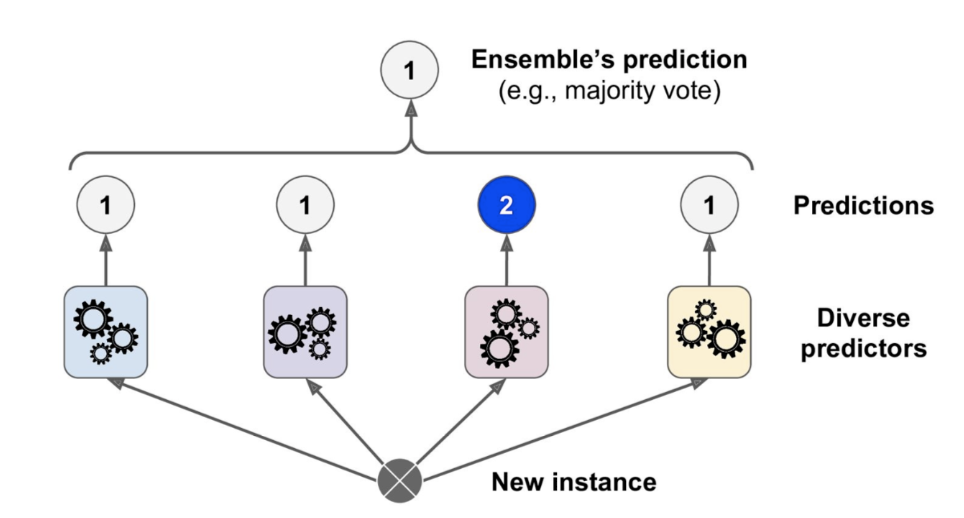 1
Ensemble’s prediction
(e.g., majority vote)
1 1 2 1
Predictions
Diverse
predictors
New instance